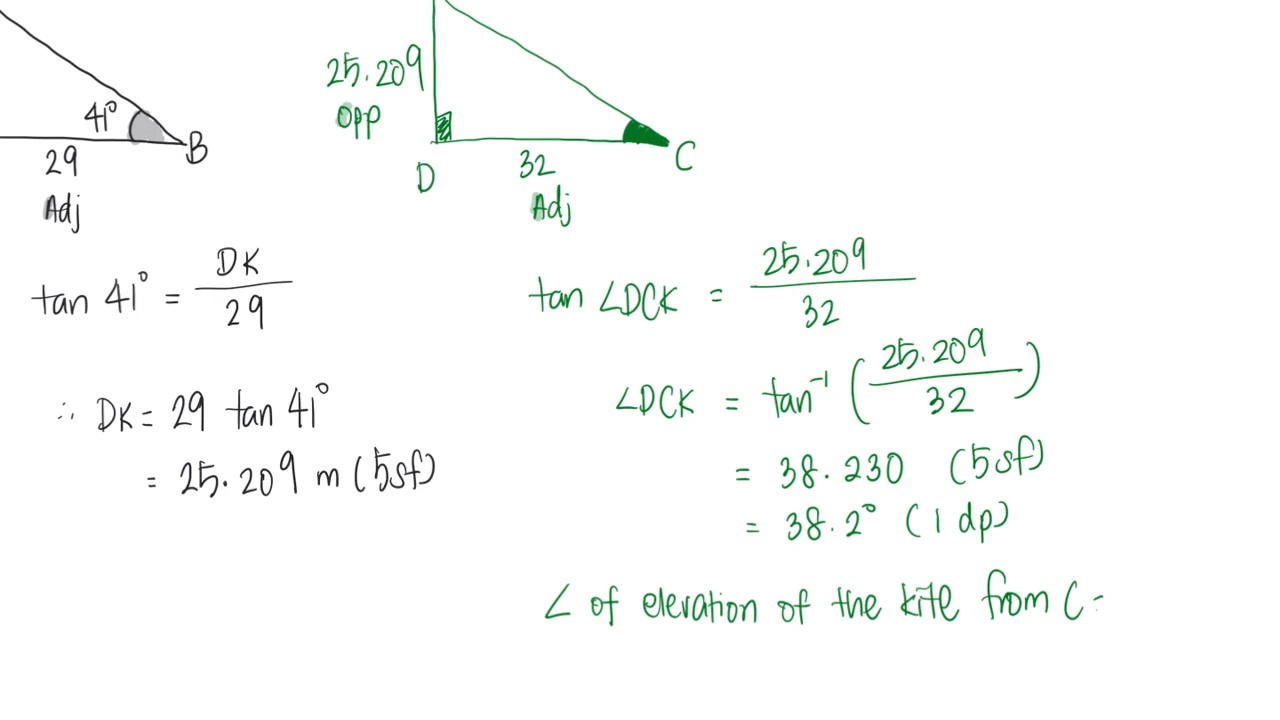 41°
B
29
Adj
tan 41° = DK / 29
∴ DK = 29 tan 41°
= 25.209 m (5sf)
25.209
Opp
D
32
Adj
C
tan ∠DCK = 25.209 / 32
∠DCK = tan⁻¹ (25.209 / 32)
= 38.230 (5sf)
= 38.2° (1 dp)
∠ of elevation of the kite from C =